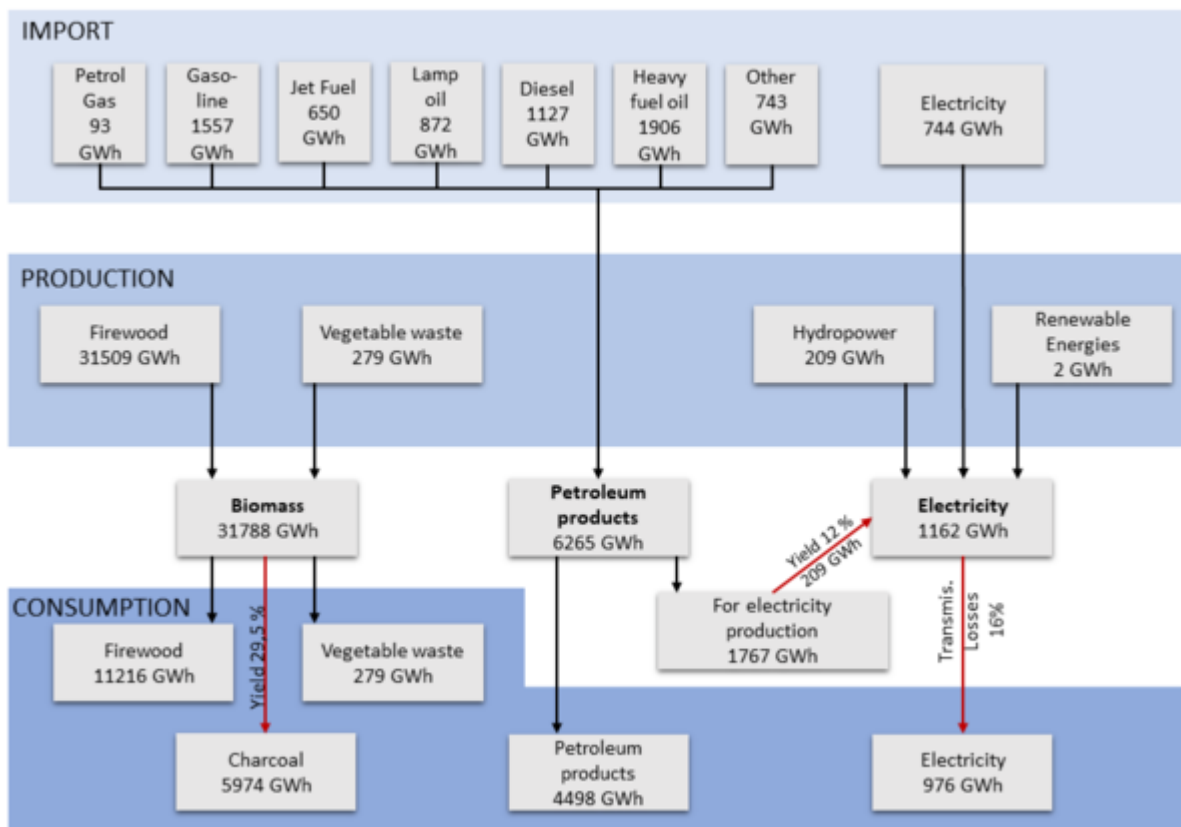 IMPORT
Petrol
Gas
93
GWh
Gaso-
line
1557
GWh
Jet Fuel
650
GWh
Lamp
oil
872
GWh
Diesel
1127
GWh
Heavy
fuel oil
1906
GWh
Other
743
GWh
Electricity
744 GWh
PRODUCTION
Firewood
31509 GWh
Vegetable waste
279 GWh
Hydropower
209 GWh
Renewable
Energies
2 GWh
Biomass
31788 GWh
Petroleum
products
6265 GWh
Yield 12 %
209 GWh
Electricity
1162 GWh
CONSUMPTION
Firewood
11216 GWh
Yield 29,5 %
Vegetable waste
279 GWh
For electricity
production
1767 GWh
Transmis.
Losses
16%
Charcoal
5974 GWh
Petroleum
products
4498 GWh
Electricity
976 GWh